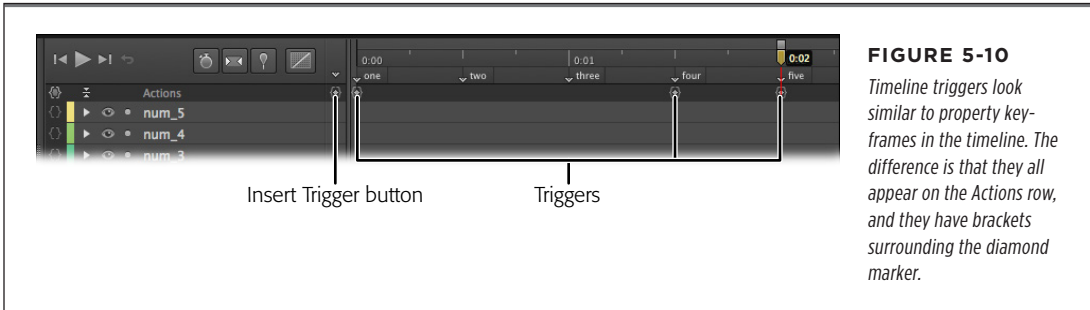 0:00
0:01
0:02
one
two
three
four
five
Actions
num_5
num_4
num_3
Insert Trigger button
Triggers
FIGURE 5-10
Timeline triggers look
similar to property key-
frames in the timeline. The
difference is that they all
appear on the Actions row,
and they have brackets
surrounding the diamond
marker.